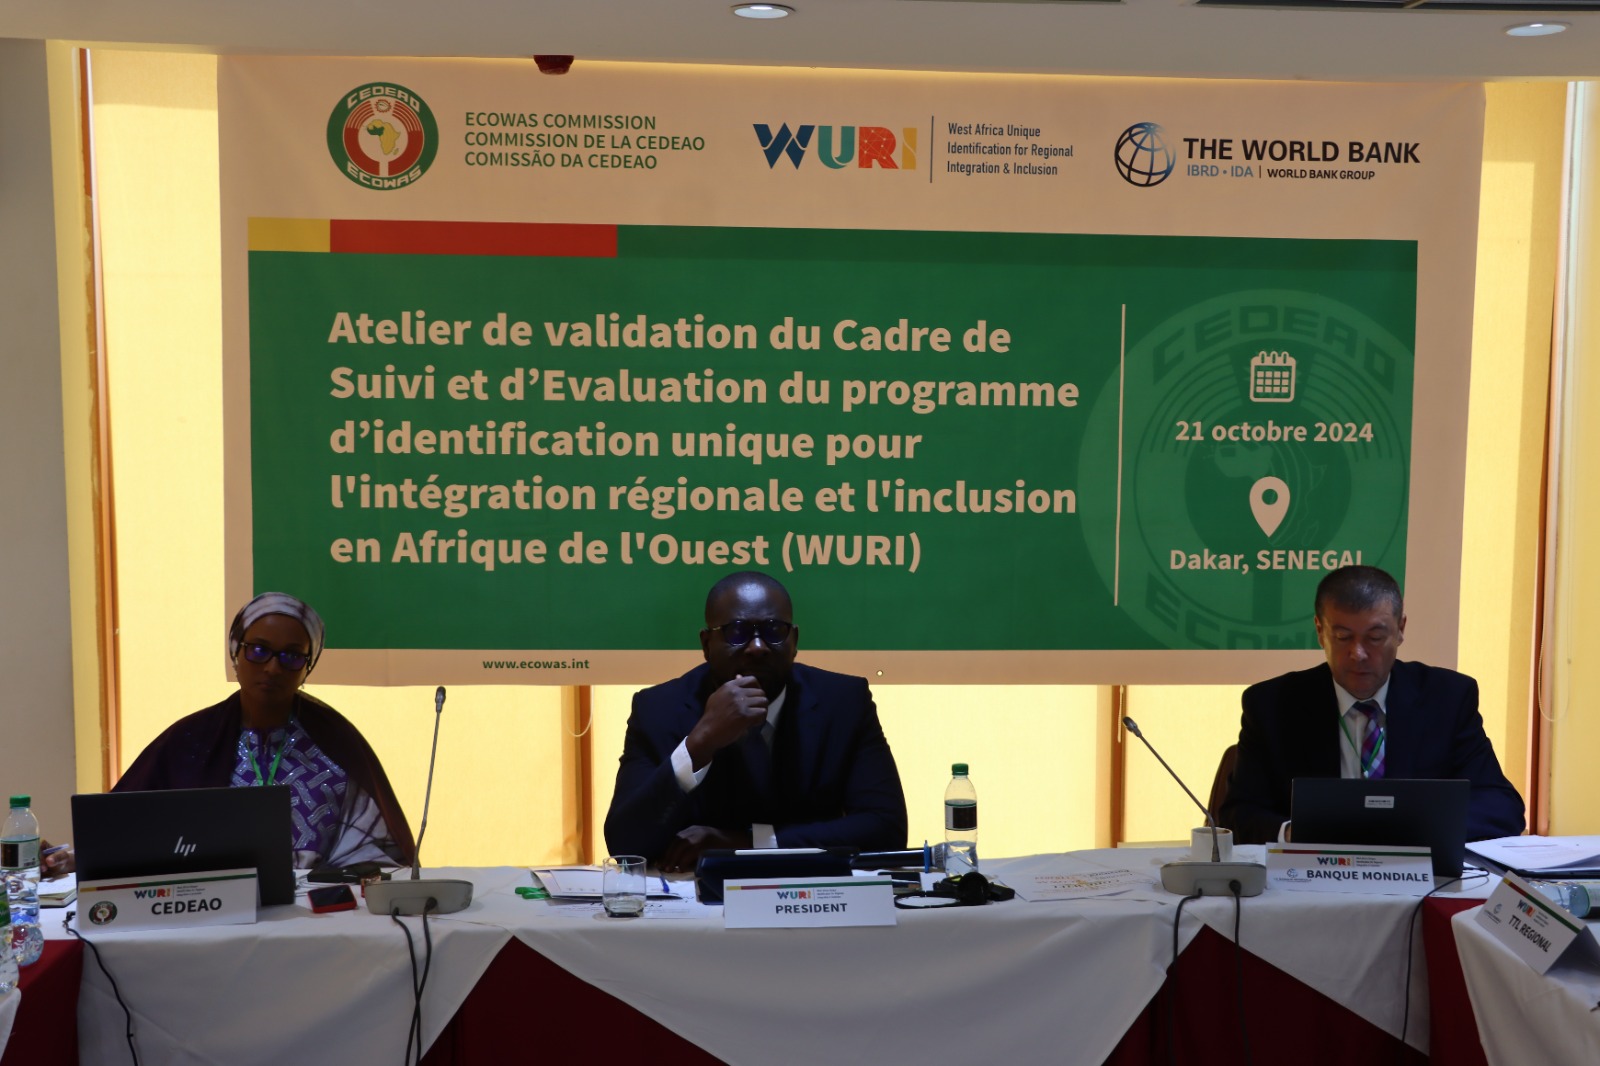 CEDEAO
ECOWAS
ECOWAS COMMISSION
COMMISSION DE LA CEDEAO
COMISSÃO DA CEDEAO
WURI
West Africa Unique
Identification for Regional
Integration & Inclusion
THE WORLD BANK
IBRD • IDA | WORLD BANK GROUP
Atelier de validation du Cadre de
Suivi et d’Evaluation du programme
d’identification unique pour
l'intégration régionale et l'inclusion
en Afrique de l'Ouest (WURI)
CEDEAO
21 octobre 2024
Dakar, SENEGAL
www.ecowas.int
hp
WURI
CEDEAO
WURI
PRESIDENT
WURI
BANQUE MONDIALE
WURI
TTL REGIONAL